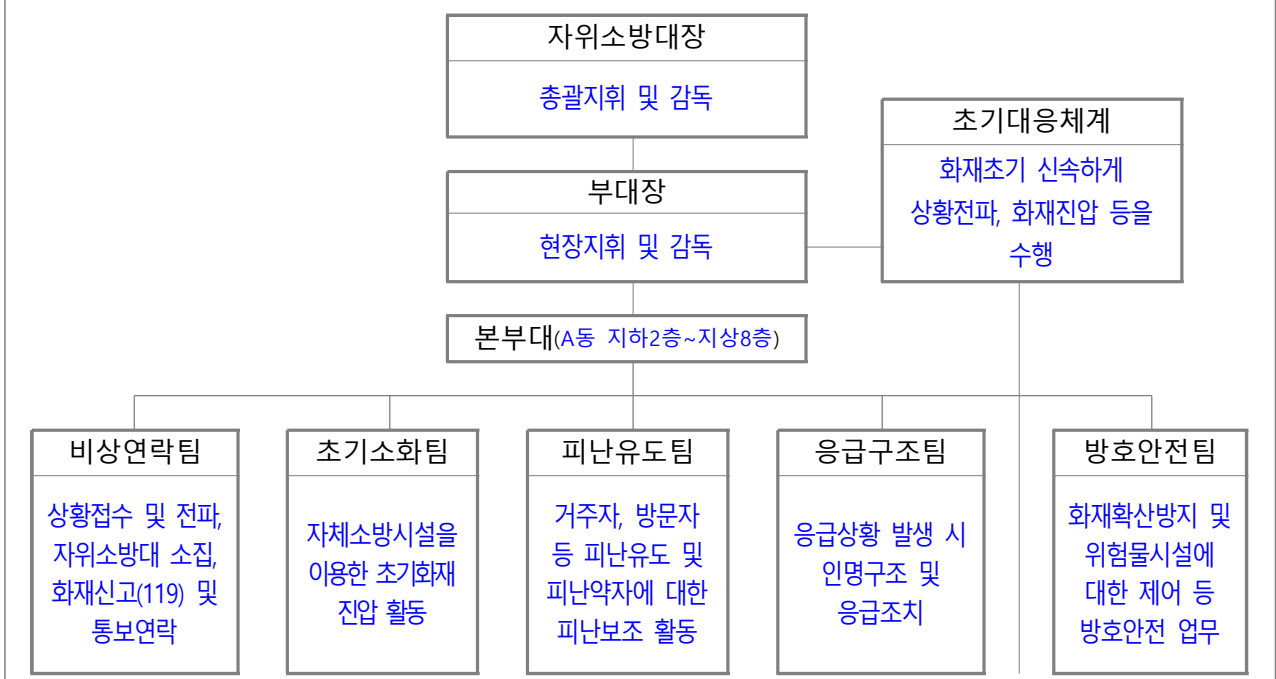 자위소방대장
총괄지휘 및 감독
초기대응체계
화재초기 신속하게
상황전파, 화재진압 등을
수행
부대장
현장지휘 및 감독
본부대(A동 지하2층~지상8층)
비상연락팀
상황접수 및 전파,
자위소방대 소집,
화재신고(119) 및
통보연락
초기소화팀
자체소방시설을
이용한 초기화재
진압 활동
피난유도팀
거주자, 방문자
등 피난유도 및
피난약자에 대한
피난보조 활동
응급구조팀
응급상황 발생 시
인명구조 및
응급조치
방호안전팀
화재확산방지 및
위험물시설에
대한 제어 등
방호안전 업무